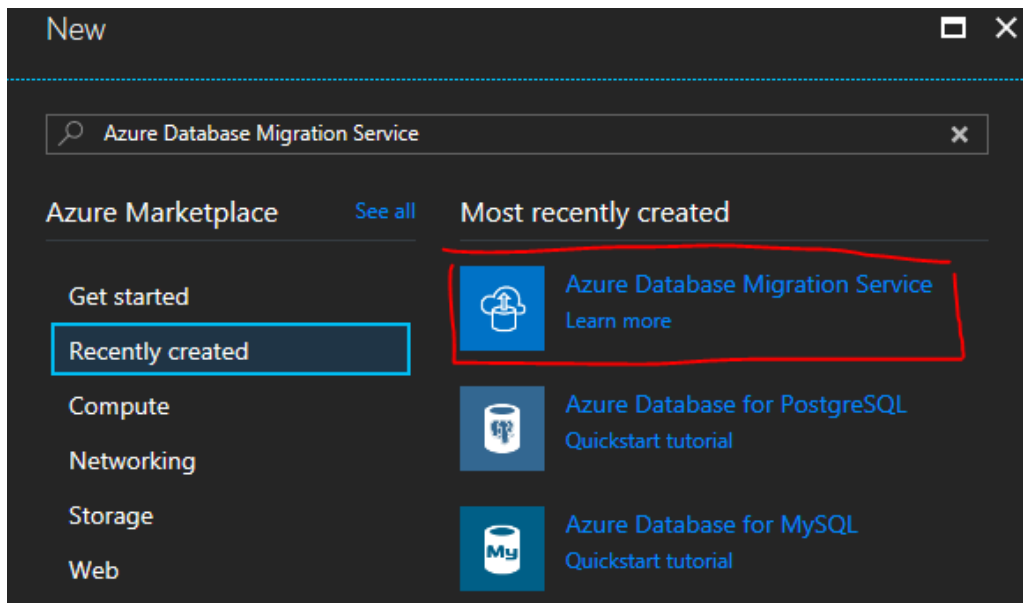 New
Azure Database Migration Service
Azure Marketplace
See all
Get started
Recently created
Compute
Networking
Storage
Web
Most recently created
Azure Database Migration Service
Learn more
Azure Database for PostgreSQL
Quickstart tutorial
My
Azure Database for MySQL
Quickstart tutorial